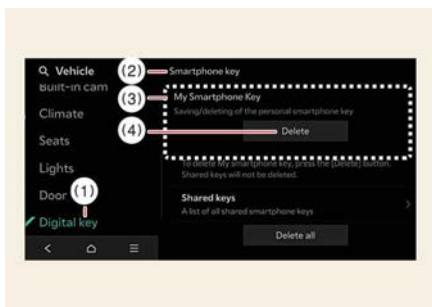 Vehicle
Built-in cam
Climate
Seats
Lights
Door
Digital key
(1)
(2)
Smartphone key
(3)
My Smartphone Key
Saving/deleting of the personal smartphone key
(4)
Delete
To delete My smartphone key, press the [Delete] button.
Shared keys will not be deleted.
Shared keys
A list of all shared smartphone keys
Delete all